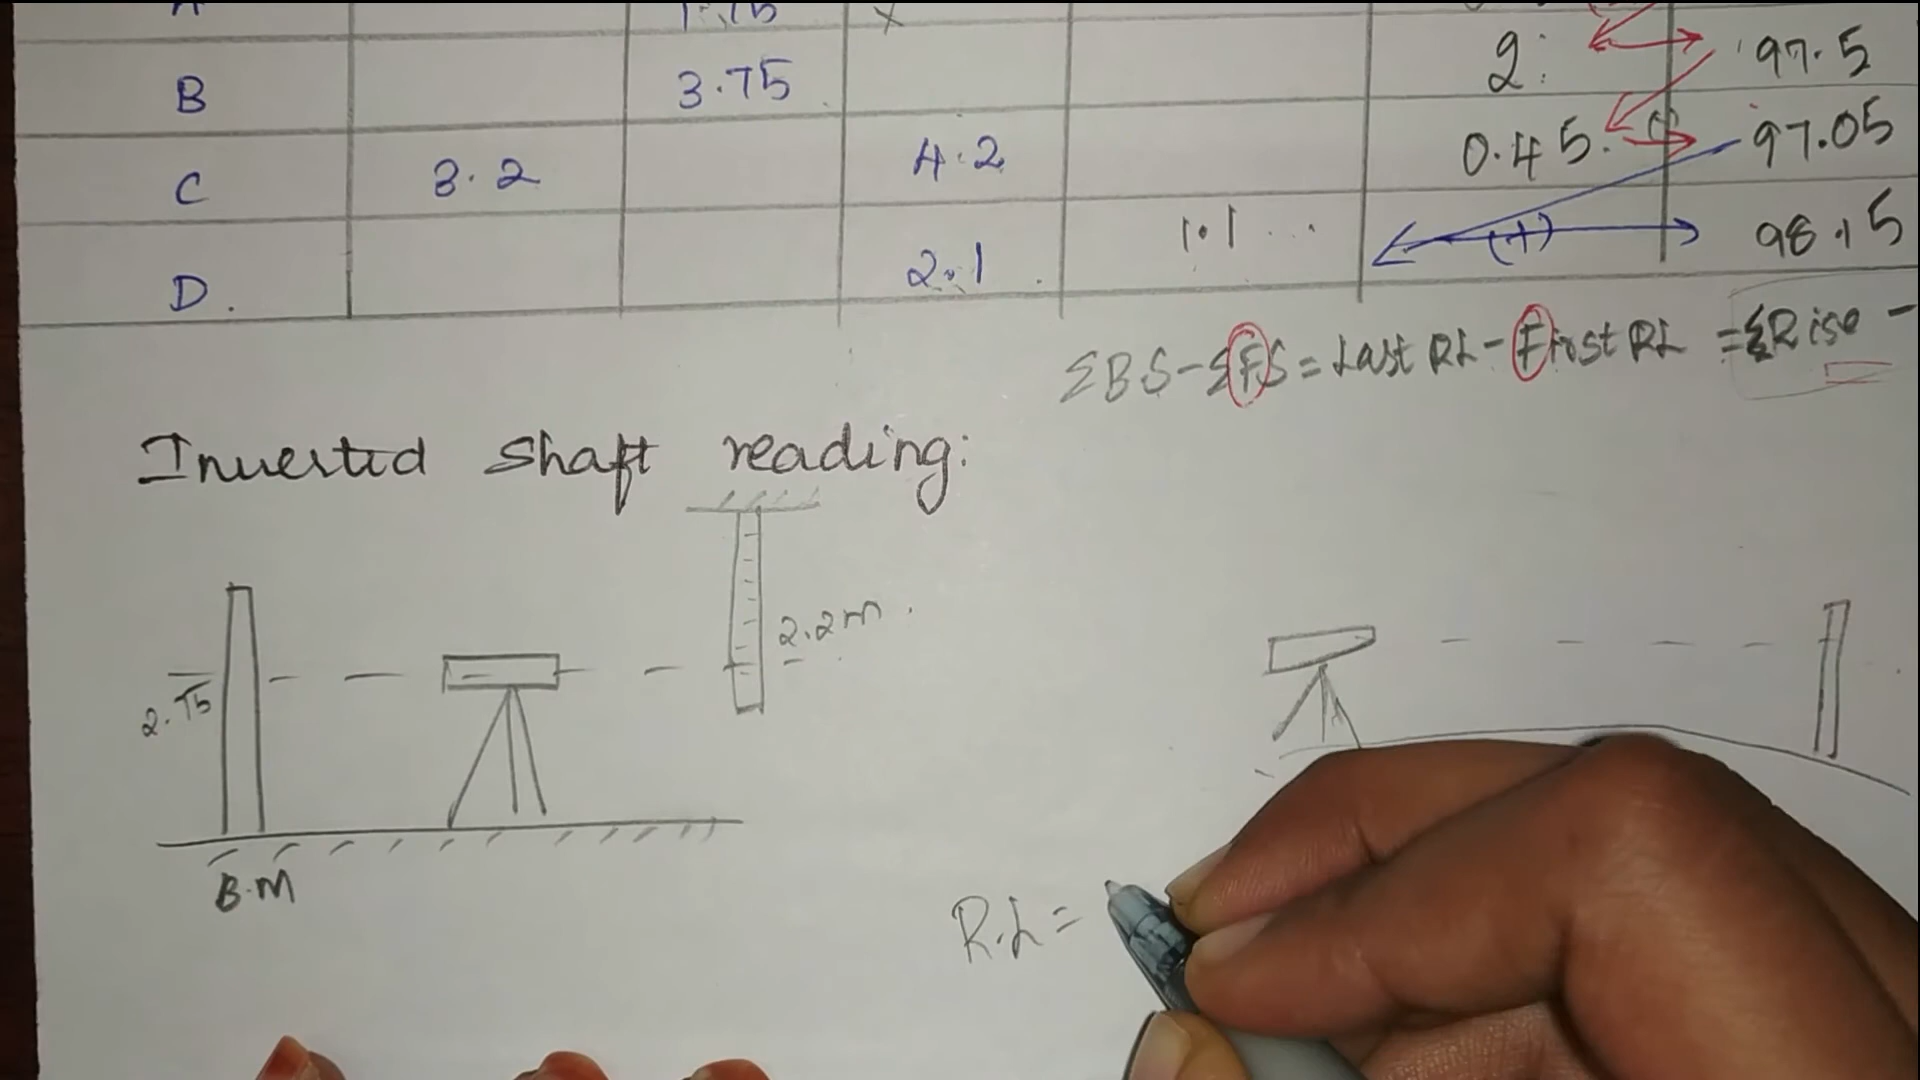 2 97.5
B 3.75
0.45 (-) 97.05
C 3.2 4.2
1.1 (+) 98.15
D. 2.1
ΣBS-ΣFS=Last RL-First RL =ΣRise -
Inverted Shaft reading:
2.2m
2.75
B.M
R.L=